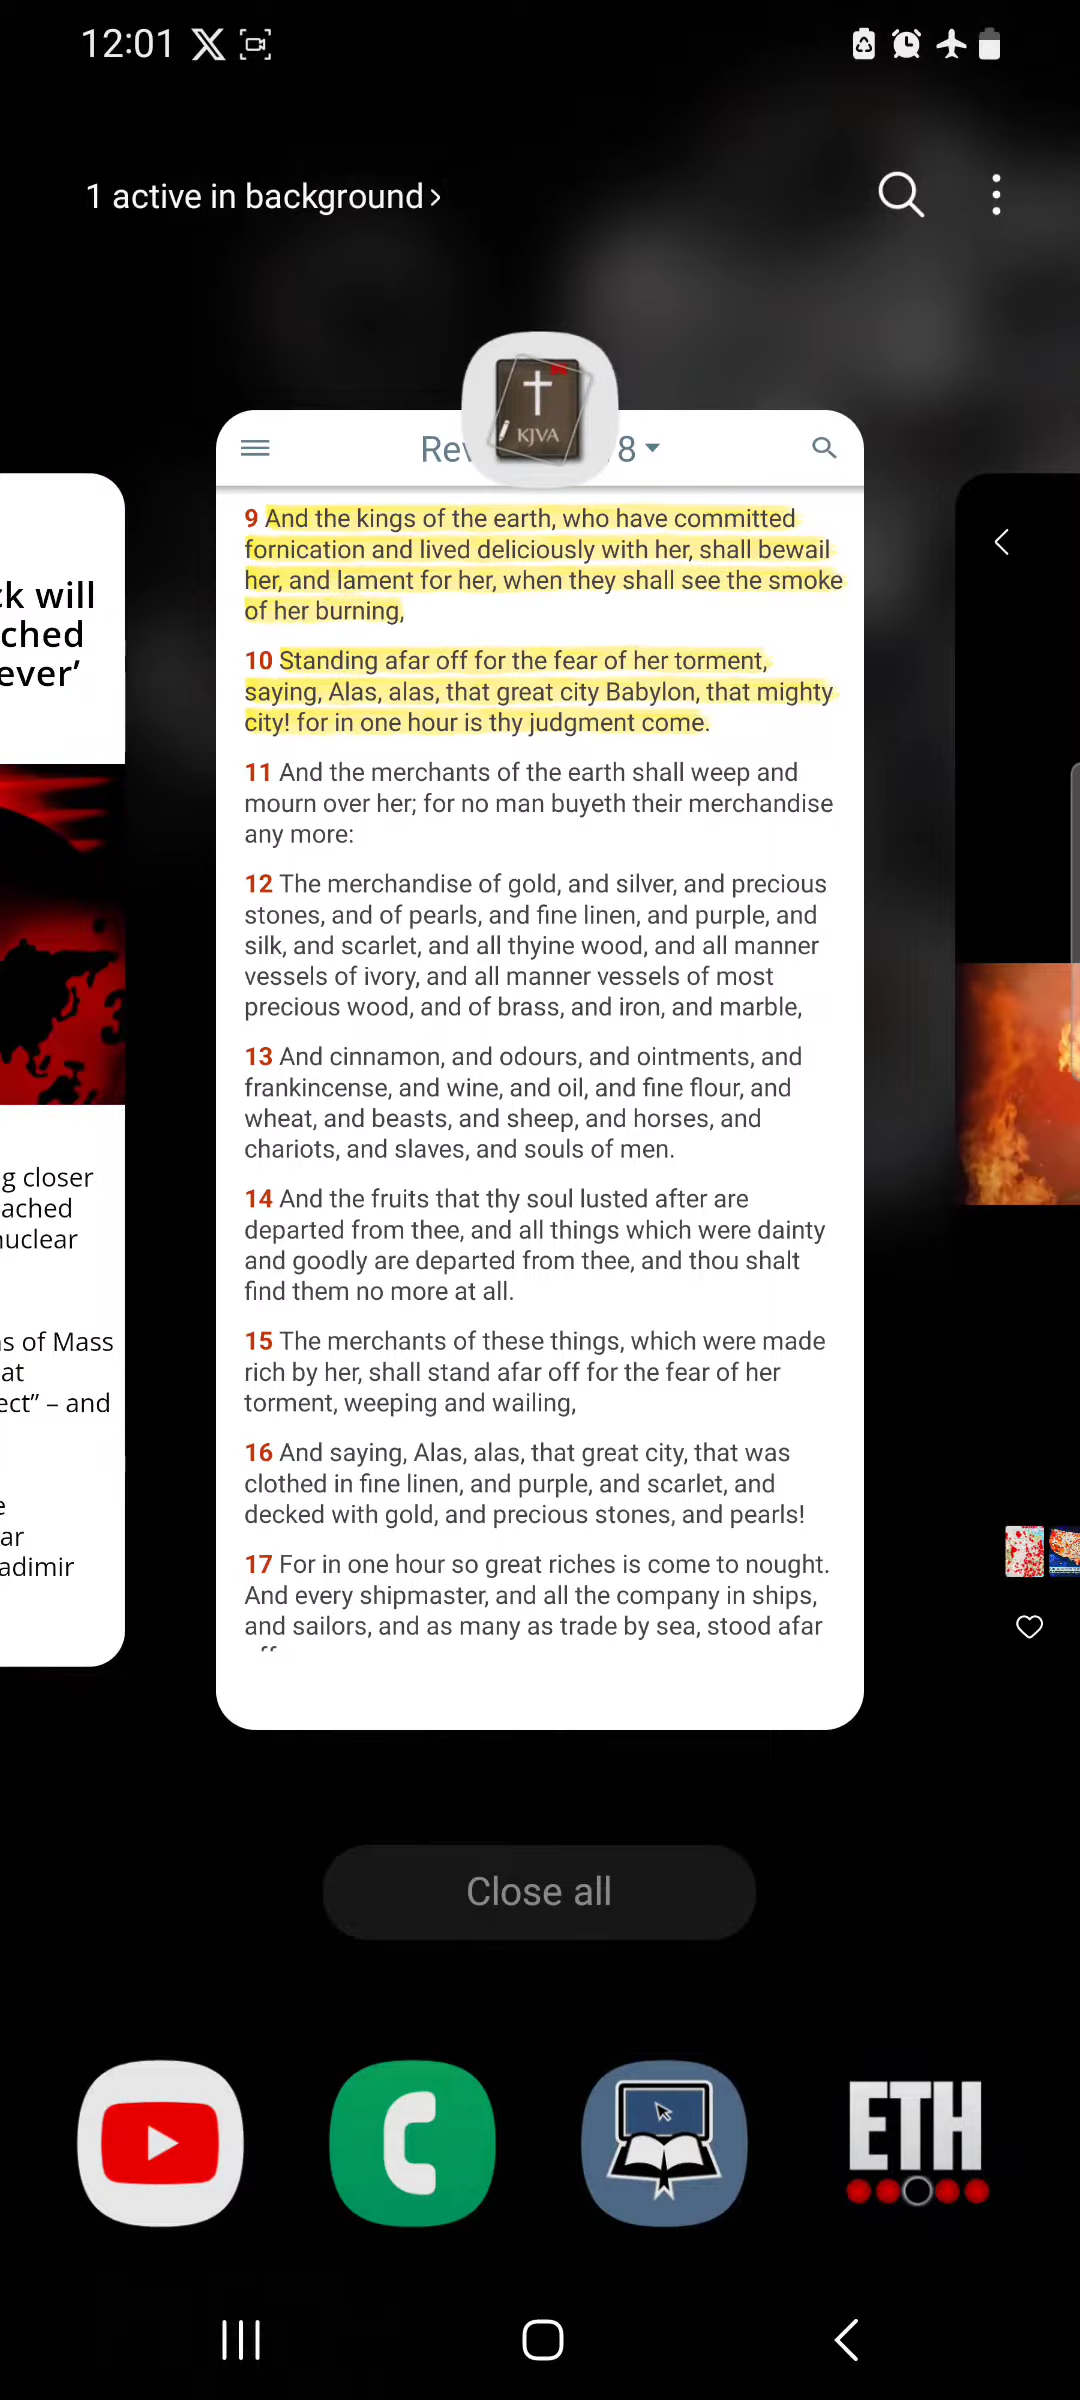 12:01
1 active in background >
KJVA
Rev 8
9 And the kings of the earth, who have committed
fornication and lived deliciously with her, shall bewail
her, and lament for her, when they shall see the smoke
of her burning,
10 Standing afar off for the fear of her torment,
saying, Alas, alas, that great city Babylon, that mighty
city! for in one hour is thy judgment come.
11 And the merchants of the earth shall weep and
mourn over her; for no man buyeth their merchandise
any more:
12 The merchandise of gold, and silver, and precious
stones, and of pearls, and fine linen, and purple, and
silk, and scarlet, and all thyine wood, and all manner
vessels of ivory, and all manner vessels of most
precious wood, and of brass, and iron, and marble,
13 And cinnamon, and odours, and ointments, and
frankincense, and wine, and oil, and fine flour, and
wheat, and beasts, and sheep, and horses, and
chariots, and slaves, and souls of men.
14 And the fruits that thy soul lusted after are
departed from thee, and all things which were dainty
and goodly are departed from thee, and thou shalt
find them no more at all.
15 The merchants of these things, which were made
rich by her, shall stand afar off for the fear of her
torment, weeping and wailing,
16 And saying, Alas, alas, that great city, that was
clothed in fine linen, and purple, and scarlet, and
decked with gold, and precious stones, and pearls!
17 For in one hour so great riches is come to nought.
And every shipmaster, and all the company in ships,
and sailors, and as many as trade by sea, stood afar
ck will
ched
ever’
g closer
ached
nuclear
s of Mass
at
ect” – and
e
ar
adimir
Close all
ETH